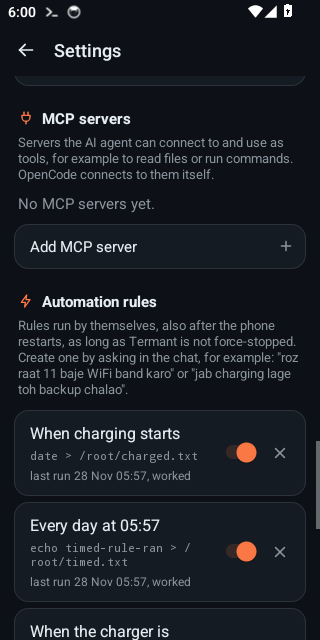 6:00
Settings
MCP servers
Servers the AI agent can connect to and use as
tools, for example to read files or run commands.
OpenCode connects to them itself.
No MCP servers yet.
Add MCP server
Automation rules
Rules run by themselves, also after the phone
restarts, as long as Termant is not force-stopped.
Create one by asking in the chat, for example: "roz
raat 11 baje WiFi band karo" or "jab charging lage
toh backup chalao".
When charging starts
date > /root/charged.txt
last run 28 Nov 05:57, worked
Every day at 05:57
echo timed-rule-ran > /
root/timed.txt
last run 28 Nov 05:57, worked
When the charger is